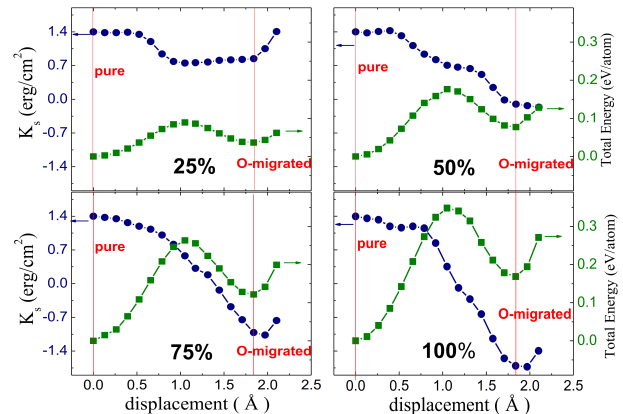 1.4
0.7
0.0
-0.7
-1.4
K_s (erg/cm²)
pure
25%
O-migrated
pure
50%
O-migrated
0.3
0.2
0.1
0.0
Total Energy (eV/atom)
1.4
0.7
0.0
-0.7
-1.4
K_s (erg/cm²)
pure
75%
O-migrated
pure
100%
O-migrated
0.3
0.2
0.1
0.0
Total Energy (eV/atom)
0.0 0.5 1.0 1.5 2.0 2.5
0.0 0.5 1.0 1.5 2.0 2.5
displacement ( Å )
displacement ( Å )